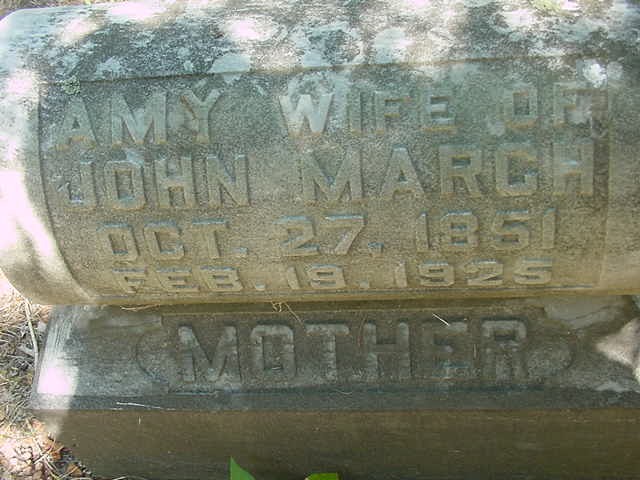 AMY WIFE OF
JOHN MARCH
OCT. 27, 1851
FEB. 19, 1925
MOTHER